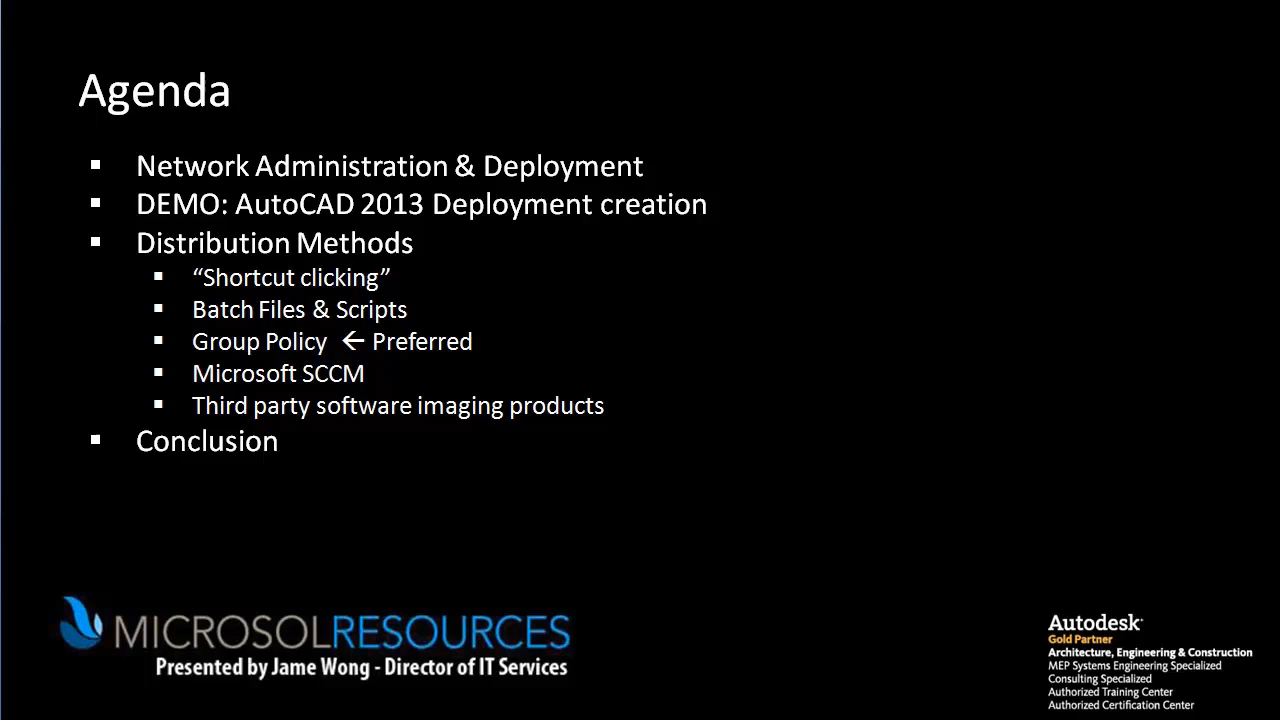 Agenda
Network Administration & Deployment
DEMO: AutoCAD 2013 Deployment creation
Distribution Methods
“Shortcut clicking”
Batch Files & Scripts
Group Policy ← Preferred
Microsoft SCCM
Third party software imaging products
Conclusion
MICROSOLRESOURCES
Presented by Jame Wong - Director of IT Services
Autodesk
Gold Partner
Architecture, Engineering & Construction
MEP Systems Engineering Specialized
Consulting Specialized
Authorized Training Center
Authorized Certification Center